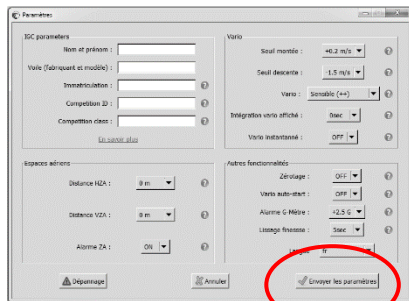 Paramètres
IGC parameters
Nom et prénom :
Voile (fabriquant et modèle) :
Immatriculation :
Competition ID :
Competition class :
En savoir plus
Vario
Seuil montée : +0.2 m/s
Seuil descente : -1.5 m/s
Vario : Sensible (++)
Intégration vario affiché : 0sec
Vario instantanné : OFF
Espaces aériens
Distance HZA : 0 m
Distance VZA : 0 m
Alarme ZA : ON
Autres fonctionnalités
Zérotage : OFF
Vario auto-start : OFF
Alarme G-Mètre : +2.5 G
Lissage finesse : 5sec
Langue fr
Dépannage
Annuler
Envoyer les paramètres